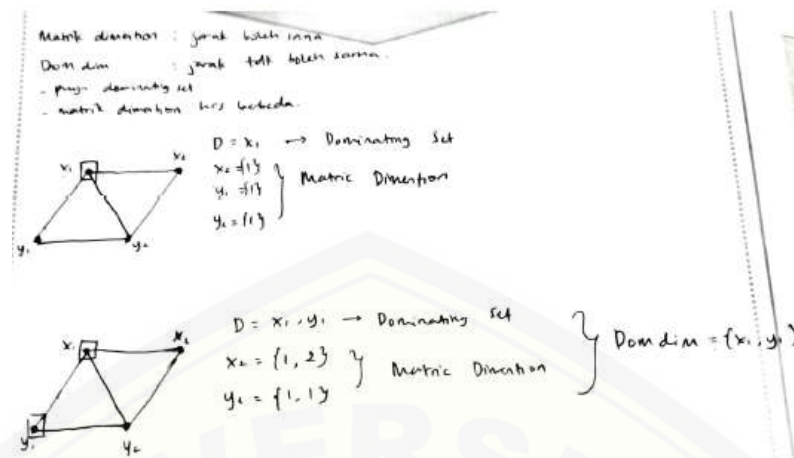 Matrik dimention : jarak boleh sama
Dom dim : jarak tdk boleh sama.
- punya dominating set
- matrik dimention hrs berbeda.
D = x₁ → Dominating Set
x₂ = {1}
y₁ = {1}
y₂ = {1}
Matric Dimention
x₁
x₂
y₁
y₂
D = x₁, y₁ → Dominating Set
x₂ = {1, 2}
y₂ = {1, 1}
Matric Dimention
Dom dim = {x₁, y₁}
x₁
x₂
y₁
y₂